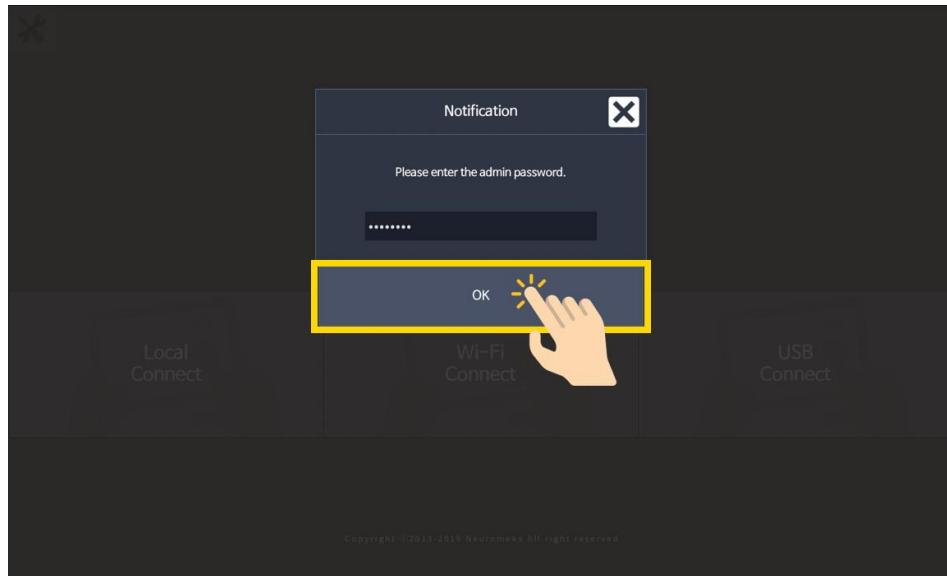 Notification
Please enter the admin password.
••••••••
OK
Local
Connect
Wi-Fi
Connect
USB
Connect
Copyright ©2013-2019 Neuromeka All right reserved